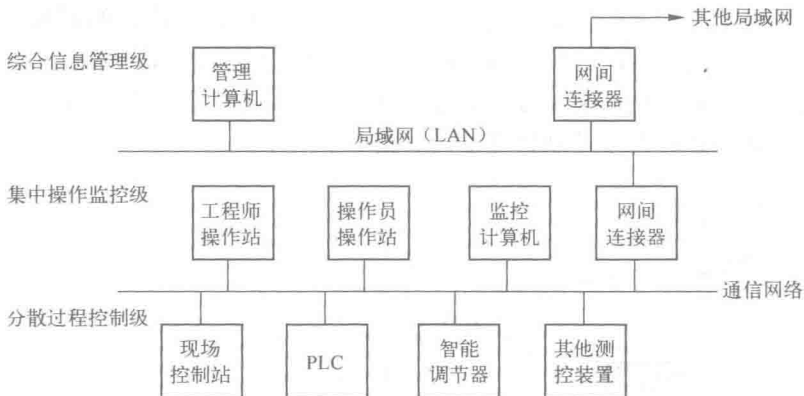 其他局域网
综合信息管理级
管理
计算机
网间
连接器
局域网（LAN）
集中操作监控级
工程师
操作站
操作员
操作站
监控
计算机
网间
连接器
通信网络
分散过程控制级
现场
控制站
PLC
智能
调节器
其他测
控装置